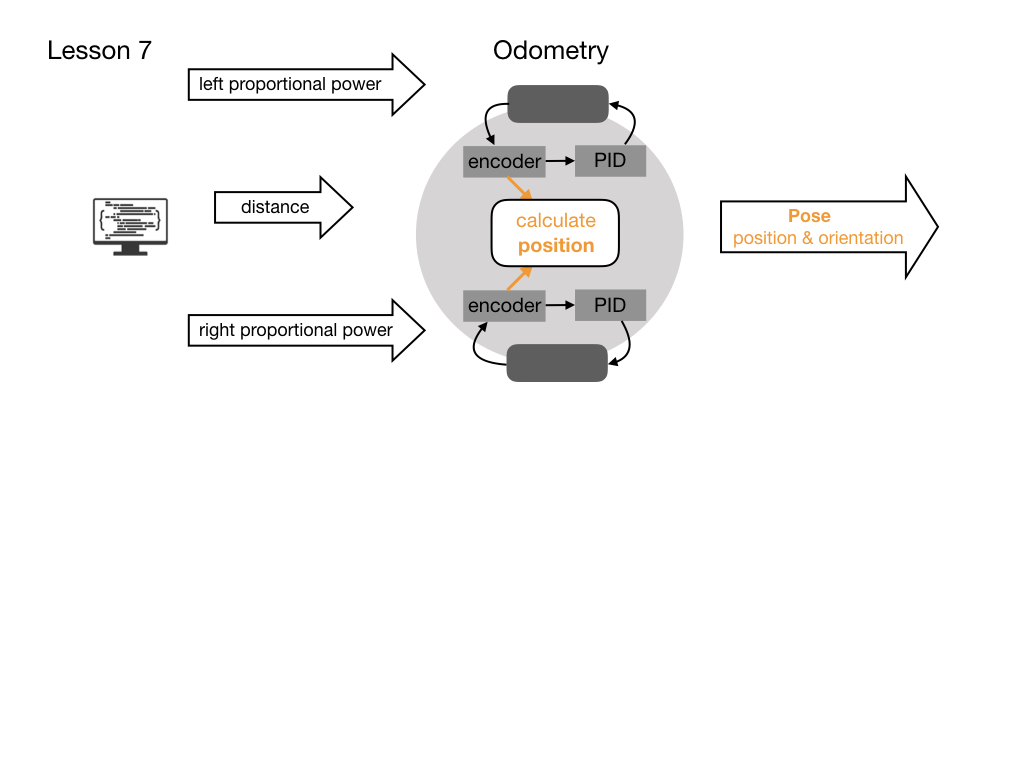 Lesson 7
Odometry
left proportional power
encoder
PID
distance
calculate
position
Pose
position & orientation
encoder
PID
right proportional power